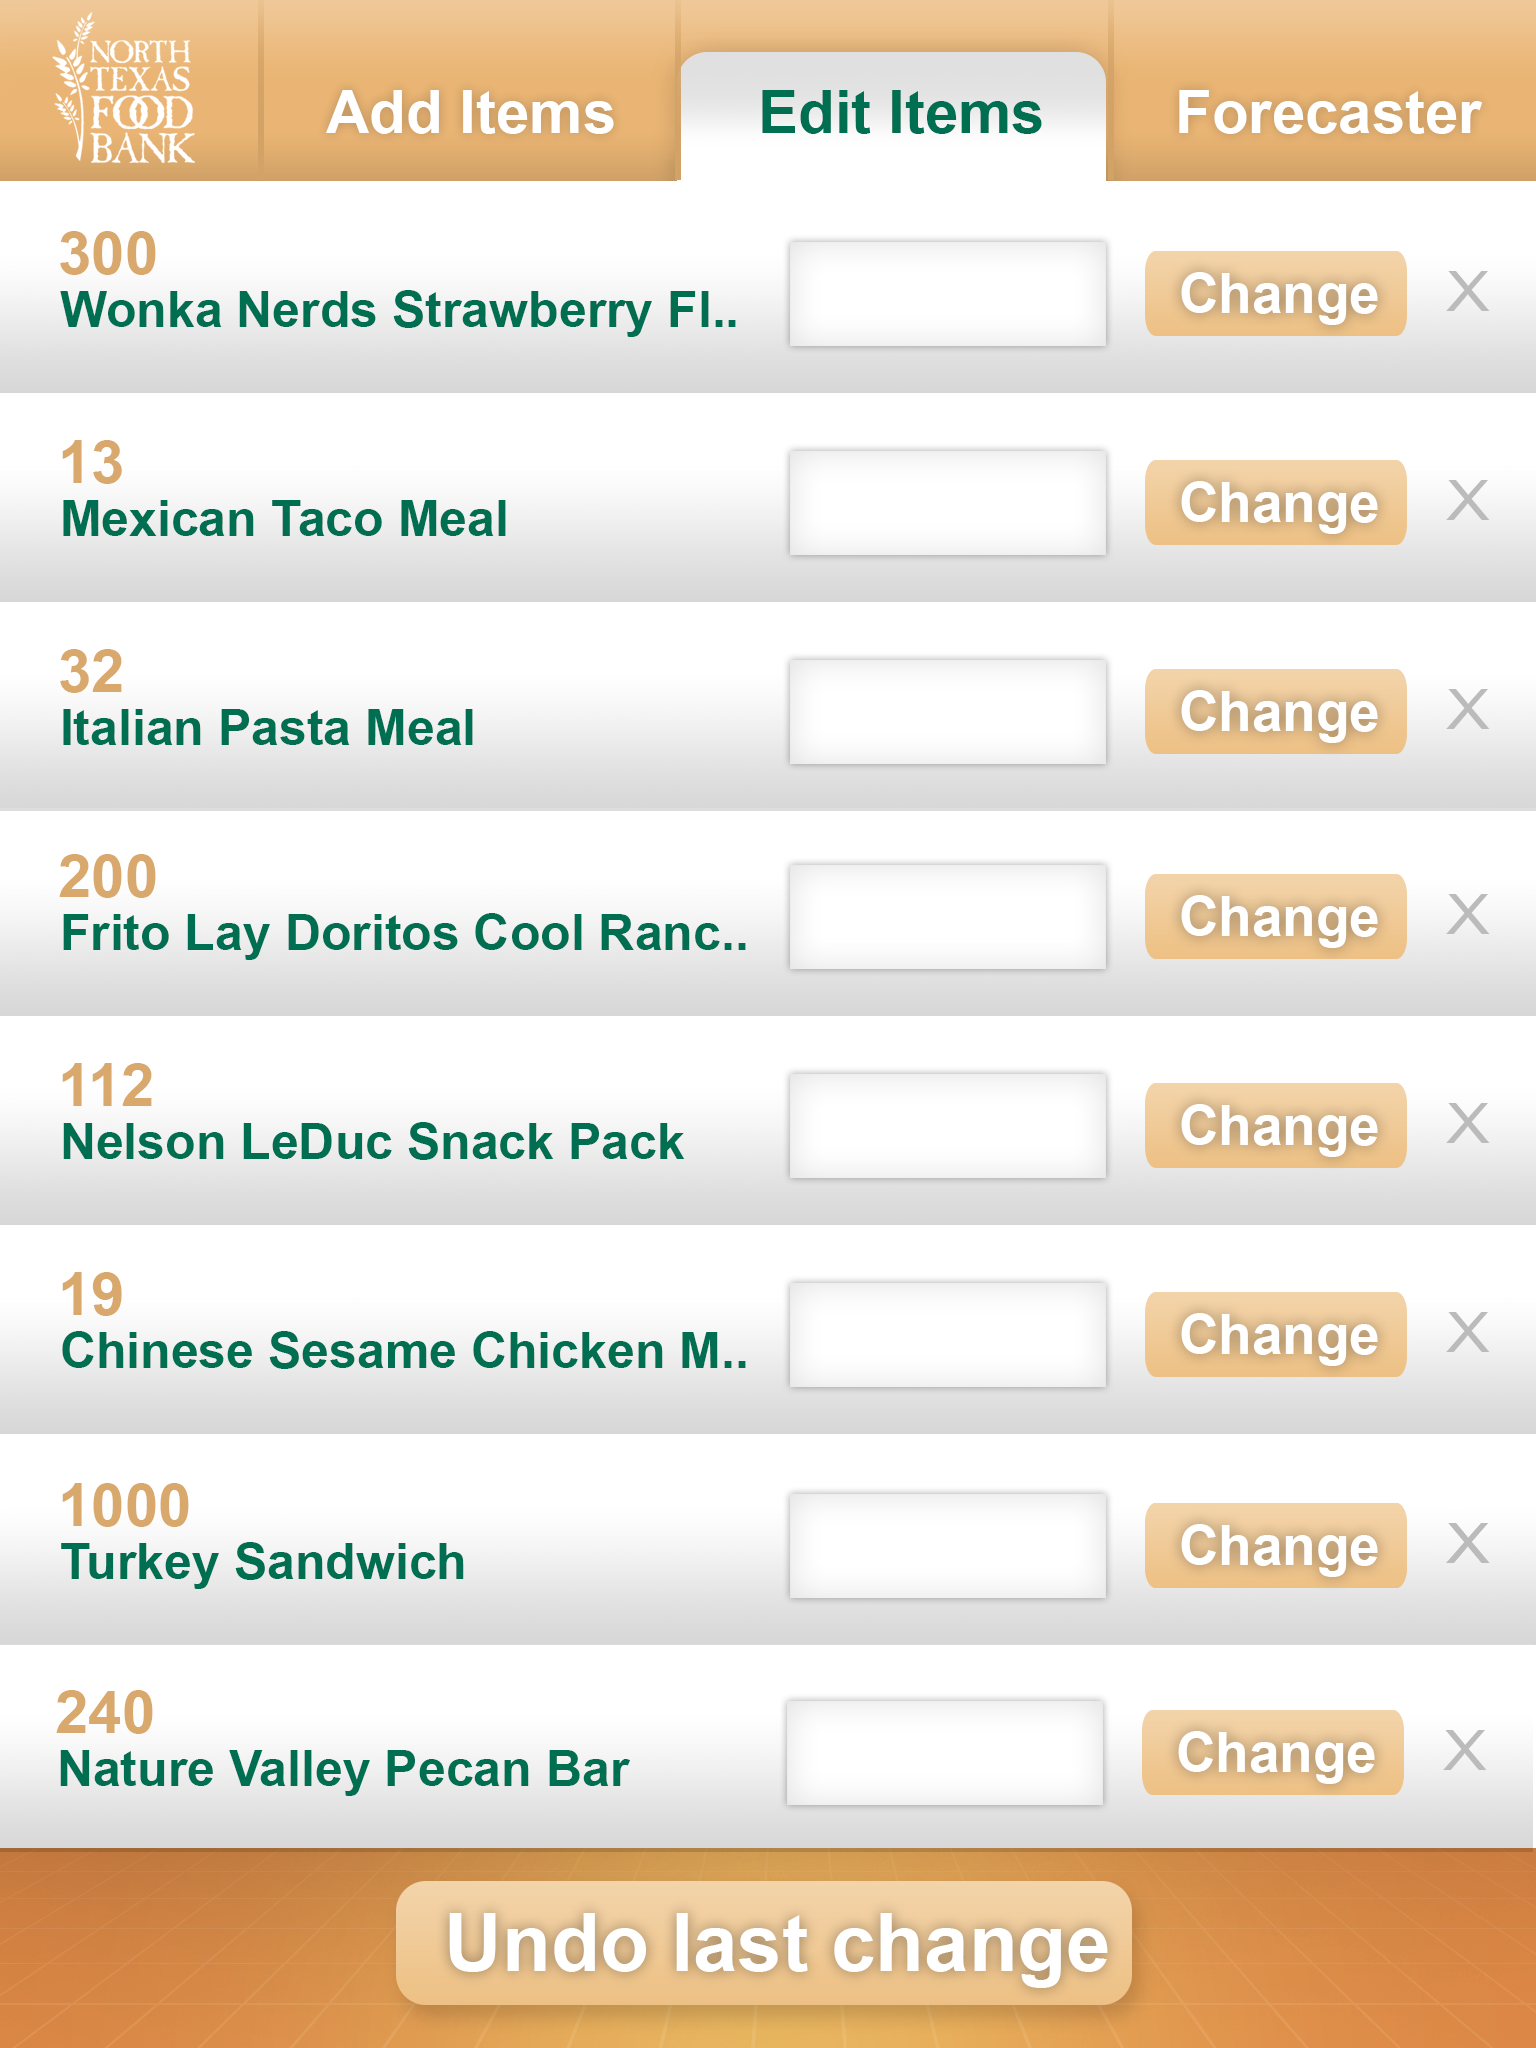 NORTH
TEXAS
FOOD
BANK
Add Items
Edit Items
Forecaster
300
Wonka Nerds Strawberry Fl..
Change
X
13
Mexican Taco Meal
Change
X
32
Italian Pasta Meal
Change
X
200
Frito Lay Doritos Cool Ranc..
Change
X
112
Nelson LeDuc Snack Pack
Change
X
19
Chinese Sesame Chicken M..
Change
X
1000
Turkey Sandwich
Change
X
240
Nature Valley Pecan Bar
Change
X
Undo last change